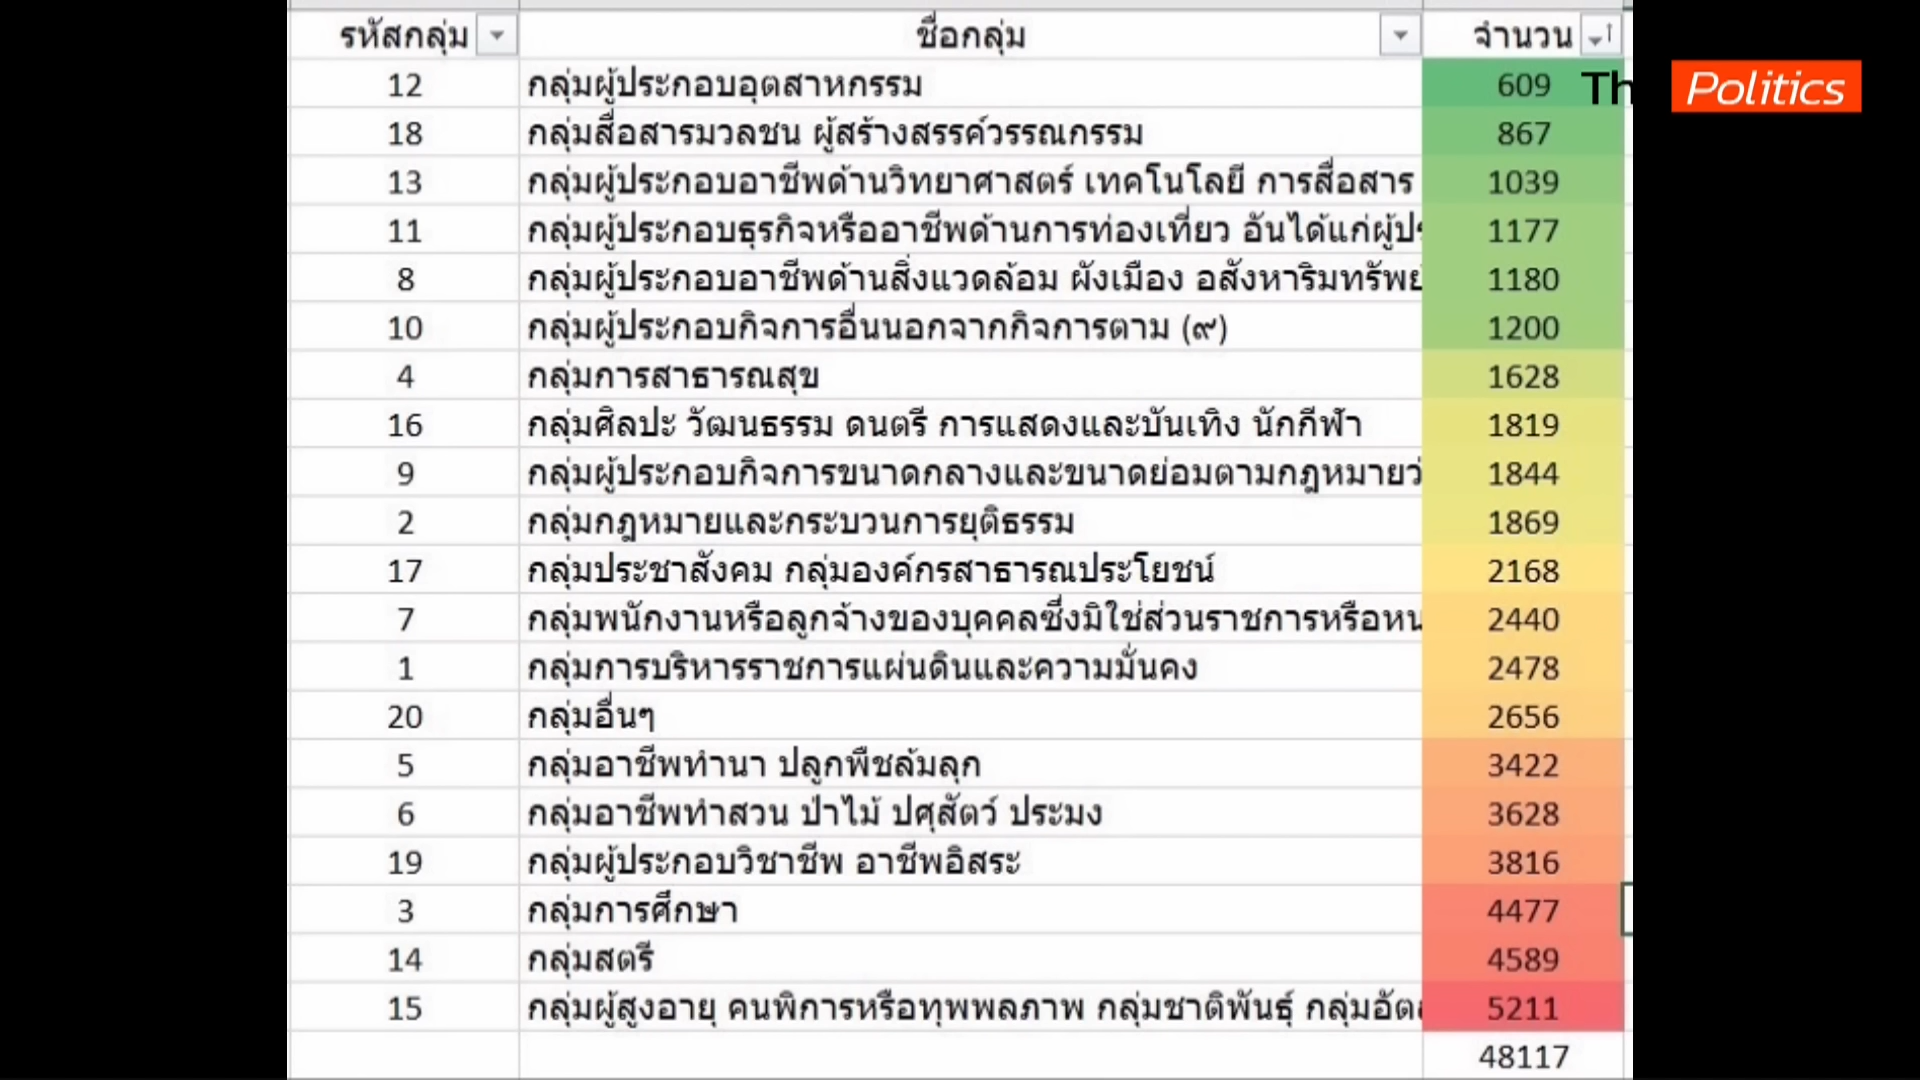 รหัสกลุ่ม ชื่อกลุ่ม จำนวน
12 กลุ่มผู้ประกอบอุตสาหกรรม 609
Th Politics
18 กลุ่มสื่อสารมวลชน ผู้สร้างสรรค์วรรณกรรม 867
13 กลุ่มผู้ประกอบอาชีพด้านวิทยาศาสตร์ เทคโนโลยี การสื่อสาร 1039
11 กลุ่มผู้ประกอบธุรกิจหรืออาชีพด้านการท่องเที่ยว อันได้แก่ผู้ปร 1177
8 กลุ่มผู้ประกอบอาชีพด้านสิ่งแวดล้อม ผังเมือง อสังหาริมทรัพย์ 1180
10 กลุ่มผู้ประกอบกิจการอื่นนอกจากกิจการตาม (๙) 1200
4 กลุ่มการสาธารณสุข 1628
16 กลุ่มศิลปะ วัฒนธรรม ดนตรี การแสดงและบันเทิง นักกีฬา 1819
9 กลุ่มผู้ประกอบกิจการขนาดกลางและขนาดย่อมตามกฎหมายว่ 1844
2 กลุ่มกฎหมายและกระบวนการยุติธรรม 1869
17 กลุ่มประชาสังคม กลุ่มองค์กรสาธารณประโยชน์ 2168
7 กลุ่มพนักงานหรือลูกจ้างของบุคคลซึ่งมิใช่ส่วนราชการหรือหน 2440
1 กลุ่มการบริหารราชการแผ่นดินและความมั่นคง 2478
20 กลุ่มอื่นๆ 2656
5 กลุ่มอาชีพทำนา ปลูกพืชล้มลุก 3422
6 กลุ่มอาชีพทำสวน ป่าไม้ ปศุสัตว์ ประมง 3628
19 กลุ่มผู้ประกอบวิชาชีพ อาชีพอิสระ 3816
3 กลุ่มการศึกษา 4477
14 กลุ่มสตรี 4589
15 กลุ่มผู้สูงอายุ คนพิการหรือทุพพลภาพ กลุ่มชาติพันธุ์ กลุ่มอัตล 5211
48117